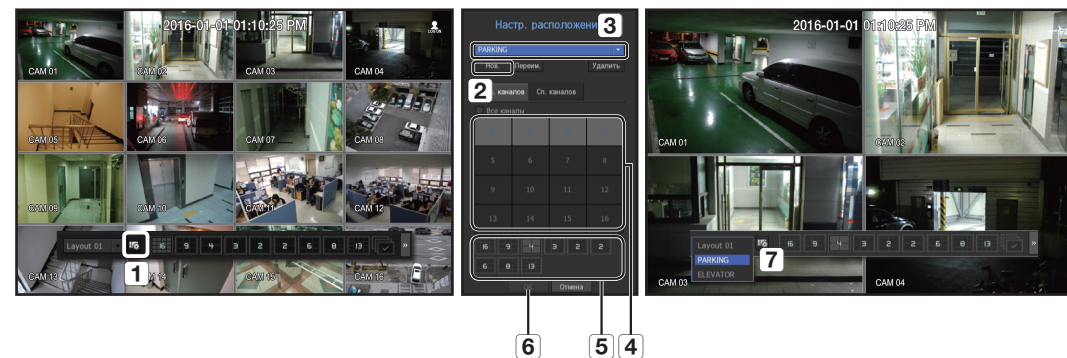 2016-01-01 01:10:25 PM
LOG ON
CAM 01
CAM 02
CAM 03
CAM 04
CAM 05
CAM 06
CAM 07
CAM 08
CAM 09
CAM 10
CAM 11
CAM 12
Layout 01
16 9 4 3 2 2 6 8 13 »
1
CAM 13
CAM 14
CAM 15
CAM 16
Настр. расположени
3
PARKING
Нов. Переим. Удалить
2
. каналов Сп. каналов
Все каналы
5 6 7 8
9 10 11 12
13 14 15 16
16 9 4 3 2 2
6 8 13
Отмена
6
5
4
2016-01-01 01:10:25 PM
CAM 01
CAM 02
Layout 01
16 9 4 3 2 2 6 8 13 »
PARKING
ELEVATOR
7
CAM 03
CAM 04